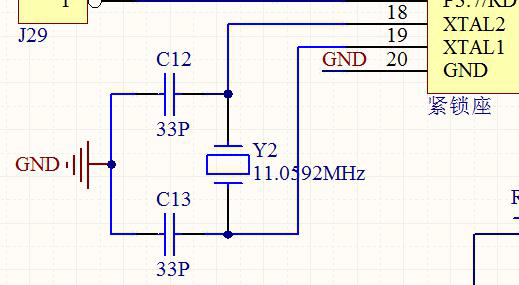 1
P3.7/RD
J29
18
XTAL2
19
XTAL1
GND
20
GND
紧锁座
C12
33P
GND
Y2
11.0592MHz
C13
33P